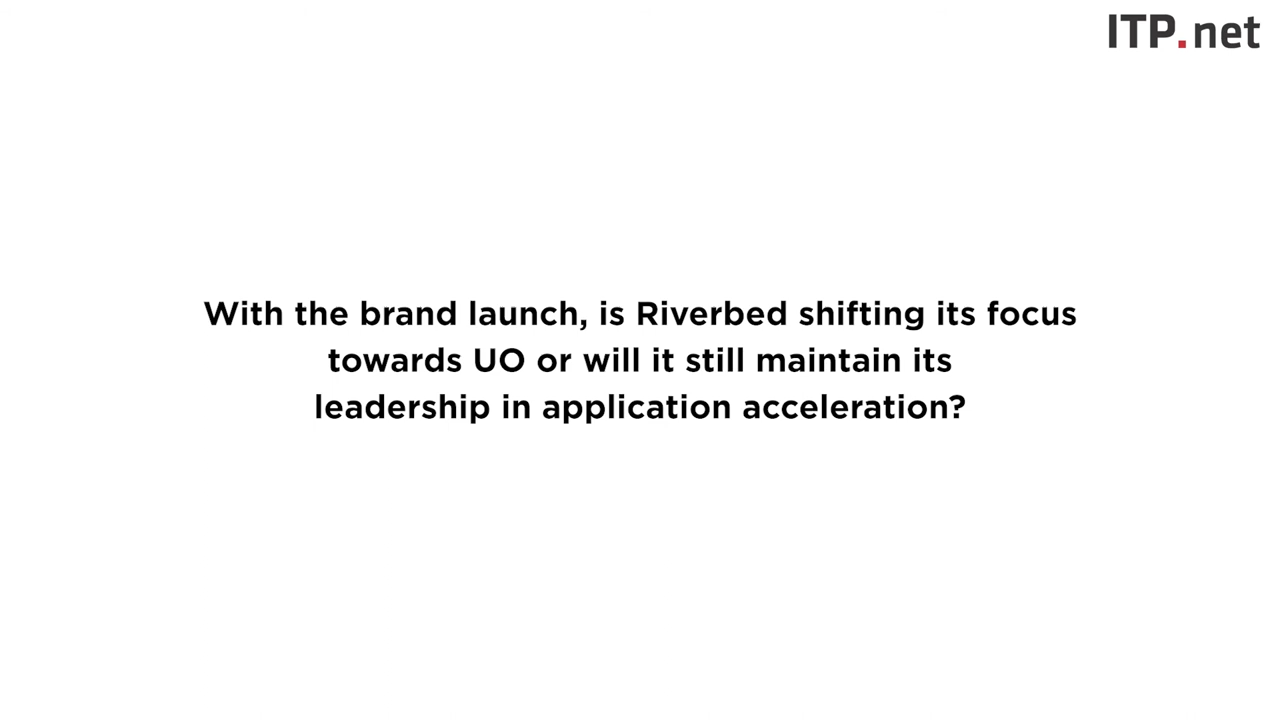 ITP.net
With the brand launch, is Riverbed shifting its focus
towards UO or will it still maintain its
leadership in application acceleration?